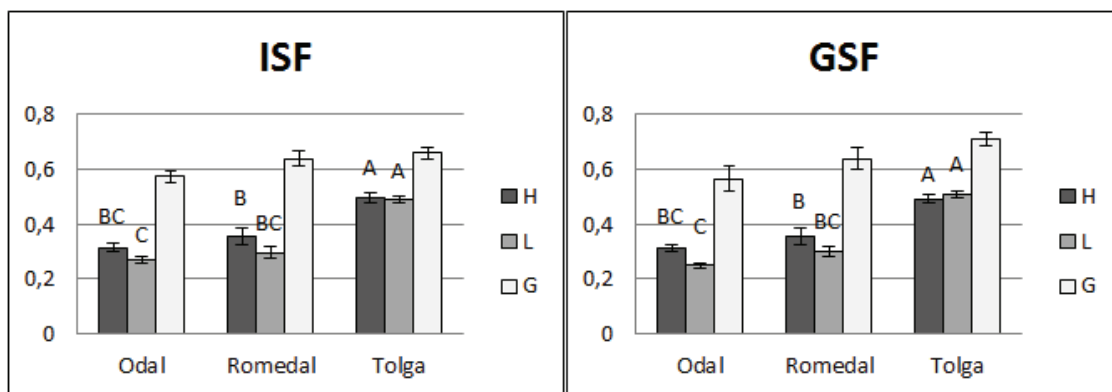 ISF
0,8
0,6
0,4
0,2
0
BC
C
B
BC
A
A
Odal
Romedal
Tolga
H
L
G
GSF
0,8
0,6
0,4
0,2
0
BC
C
B
BC
A
A
Odal
Romedal
Tolga
H
L
G